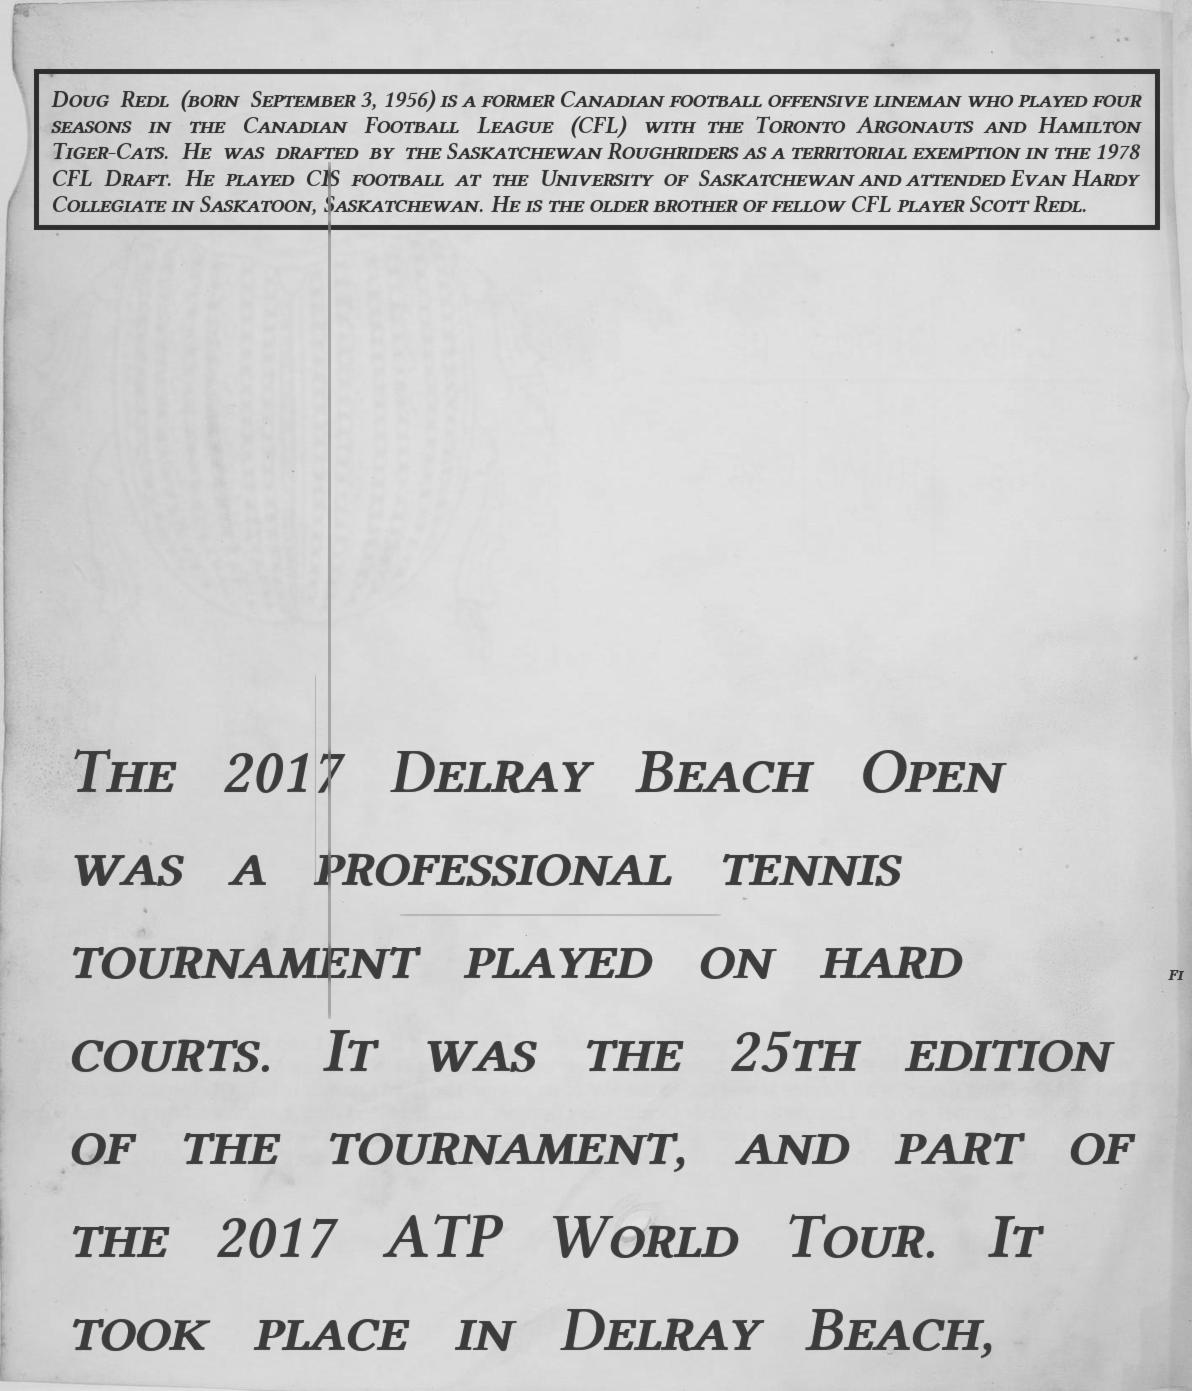 Doug Redl (born September 3, 1956) is a former Canadian football offensive lineman who played four
seasons in the Canadian Football League (CFL) with the Toronto Argonauts and Hamilton
Tiger-Cats. He was drafted by the Saskatchewan Roughriders as a territorial exemption in the 1978
CFL Draft. He played CIS football at the University of Saskatchewan and attended Evan Hardy
Collegiate in Saskatoon, Saskatchewan. He is the older brother of fellow CFL player Scott Redl.
The 2017 Delray Beach Open
was a professional tennis
tournament played on hard
fi
courts. It was the 25th edition
of the tournament, and part of
the 2017 ATP World Tour. It
took place in Delray Beach,